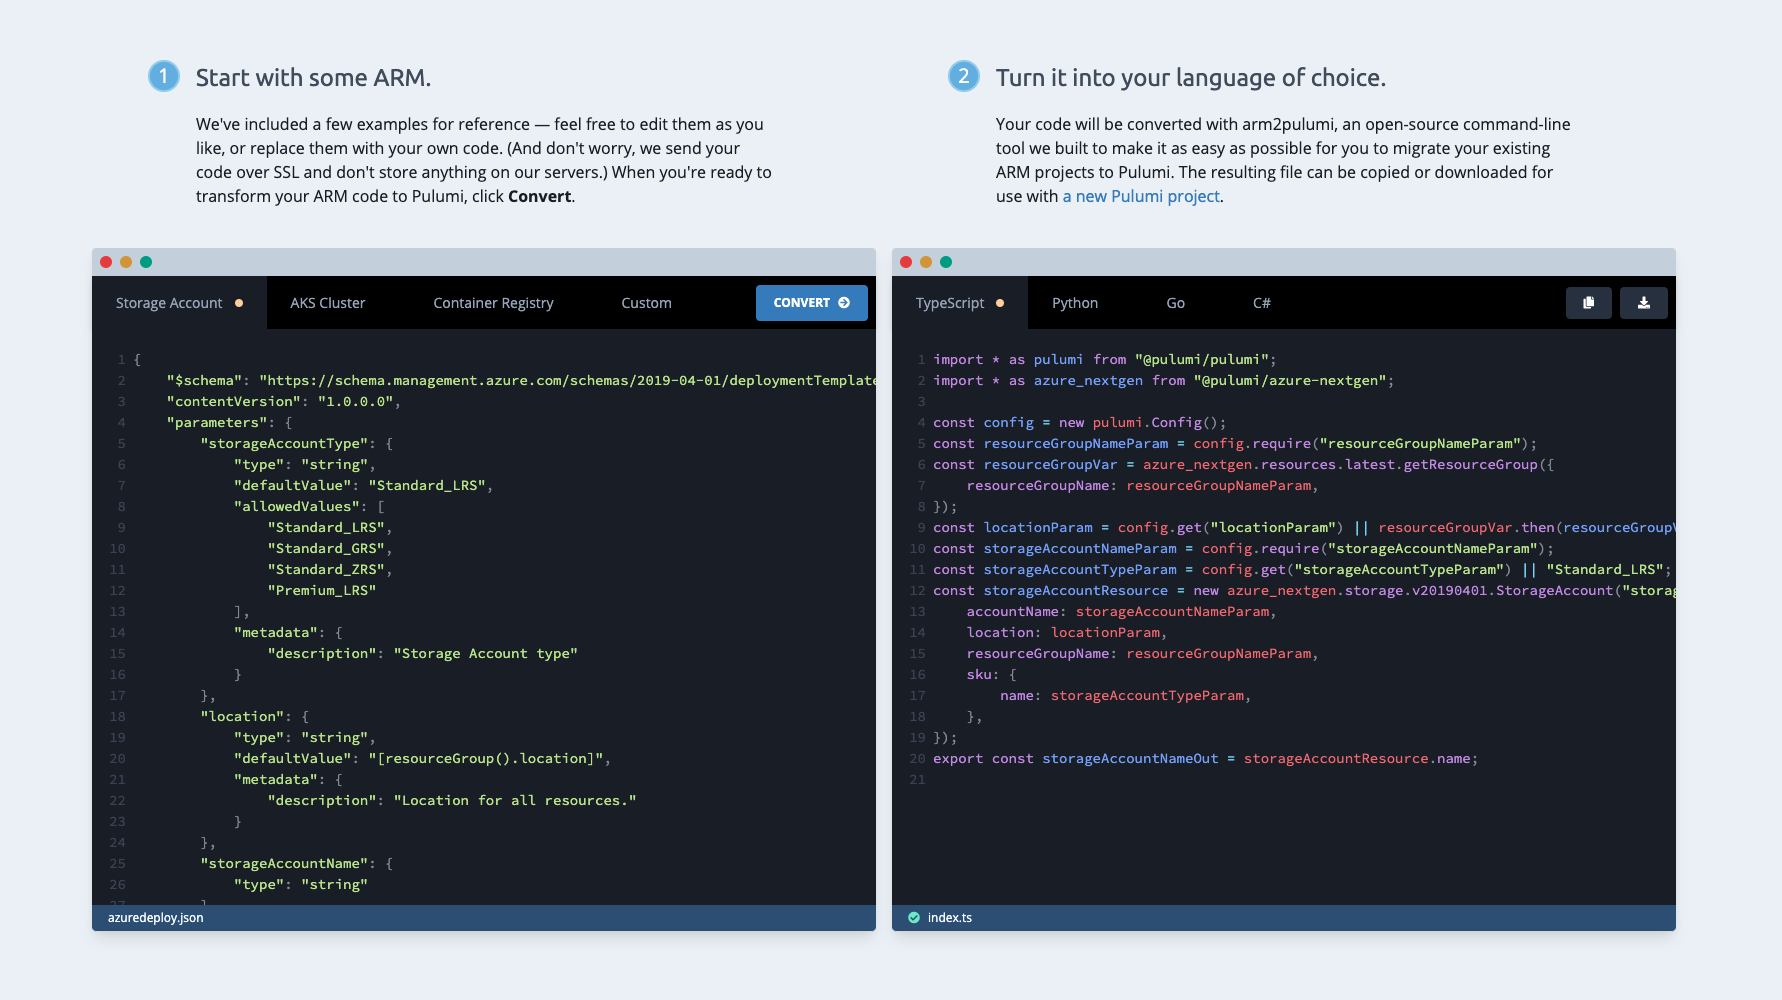 1 Start with some ARM.
We've included a few examples for reference — feel free to edit them as you
like, or replace them with your own code. (And don't worry, we send your
code over SSL and don't store anything on our servers.) When you're ready to
transform your ARM code to Pulumi, click Convert.
2 Turn it into your language of choice.
Your code will be converted with arm2pulumi, an open-source command-line
tool we built to make it as easy as possible for you to migrate your existing
ARM projects to Pulumi. The resulting file can be copied or downloaded for
use with a new Pulumi project.
Storage Account AKS Cluster Container Registry Custom CONVERT
1 {
2     "$schema": "https://schema.management.azure.com/schemas/2019-04-01/deploymentTemplate
3     "contentVersion": "1.0.0.0",
4     "parameters": {
5         "storageAccountType": {
6             "type": "string",
7             "defaultValue": "Standard_LRS",
8             "allowedValues": [
9                 "Standard_LRS",
10                 "Standard_GRS",
11                 "Standard_ZRS",
12                 "Premium_LRS"
13             ],
14             "metadata": {
15                 "description": "Storage Account type"
16             }
17         },
18         "location": {
19             "type": "string",
20             "defaultValue": "[resourceGroup().location]",
21             "metadata": {
22                 "description": "Location for all resources."
23             }
24         },
25         "storageAccountName": {
26             "type": "string"
azuredeploy.json
TypeScript Python Go C#
1 import * as pulumi from "@pulumi/pulumi";
2 import * as azure_nextgen from "@pulumi/azure-nextgen";
3
4 const config = new pulumi.Config();
5 const resourceGroupNameParam = config.require("resourceGroupNameParam");
6 const resourceGroupVar = azure_nextgen.resources.latest.getResourceGroup({
7     resourceGroupName: resourceGroupNameParam,
8 });
9 const locationParam = config.get("locationParam") || resourceGroupVar.then(resourceGroupV
10 const storageAccountNameParam = config.require("storageAccountNameParam");
11 const storageAccountTypeParam = config.get("storageAccountTypeParam") || "Standard_LRS";
12 const storageAccountResource = new azure_nextgen.storage.v20190401.StorageAccount("storag
13     accountName: storageAccountNameParam,
14     location: locationParam,
15     resourceGroupName: resourceGroupNameParam,
16     sku: {
17         name: storageAccountTypeParam,
18     },
19 });
20 export const storageAccountNameOut = storageAccountResource.name;
21
index.ts